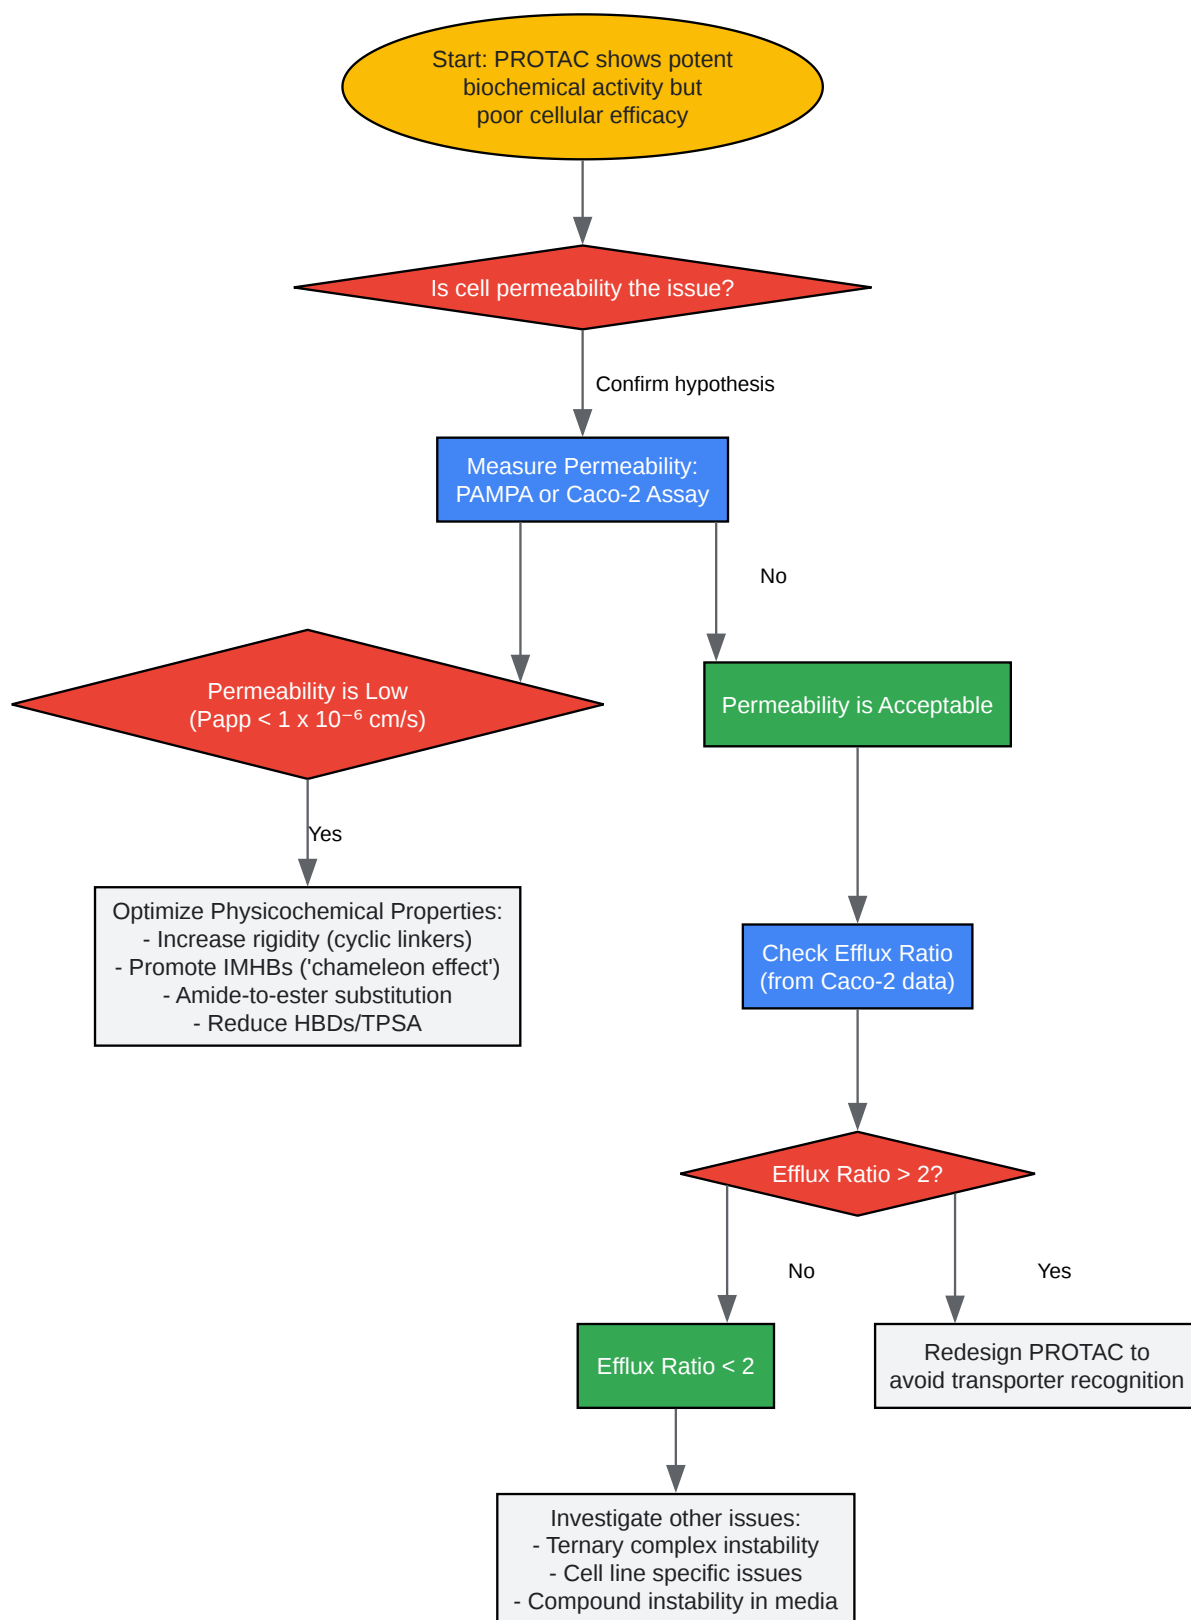 Start: PROTAC shows potent
biochemical activity but
poor cellular efficacy
Is cell permeability the issue?
Confirm hypothesis
Measure Permeability:
PAMPA or Caco-2 Assay
No
Permeability is Low
(Papp < 1 x 10⁻⁶ cm/s)
Permeability is Acceptable
Yes
Optimize Physicochemical Properties:
- Increase rigidity (cyclic linkers)
- Promote IMHBs ('chameleon effect')
- Amide-to-ester substitution
- Reduce HBDs/TPSA
Check Efflux Ratio
(from Caco-2 data)
Efflux Ratio > 2?
No
Yes
Efflux Ratio < 2
Redesign PROTAC to
avoid transporter recognition
Investigate other issues:
- Ternary complex instability
- Cell line specific issues
- Compound instability in media